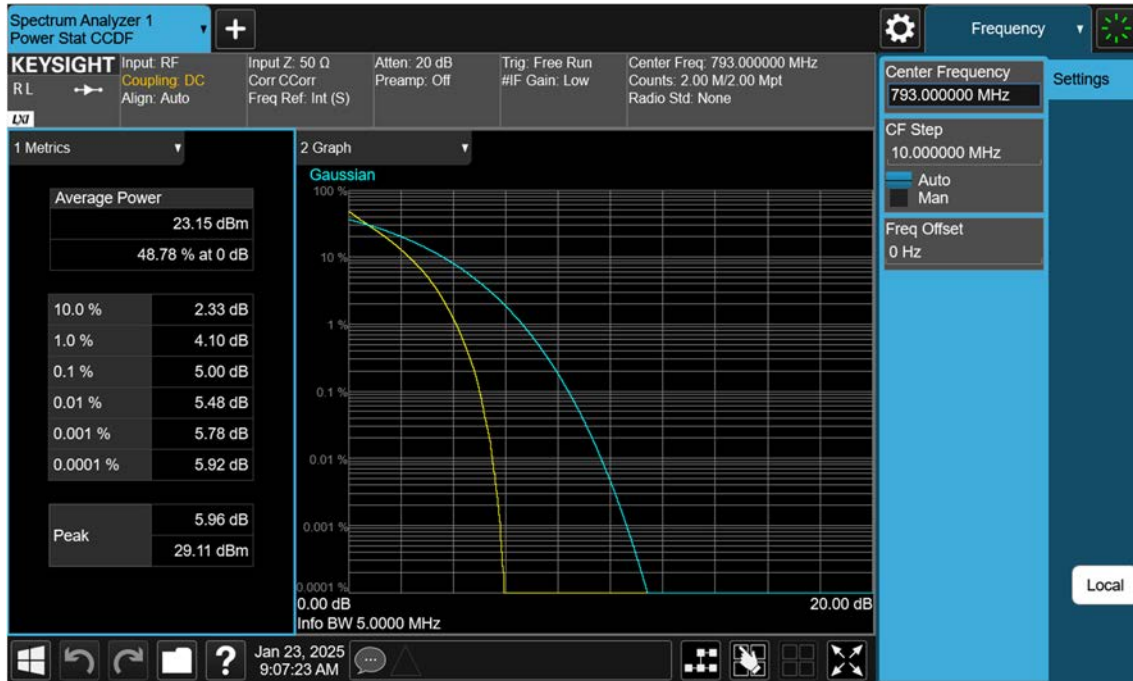 Spectrum Analyzer 1
Power Stat CCDF
Frequency
KEYSIGHT
RL
LXI
Input: RF
Coupling: DC
Align: Auto
Input Z: 50 Ω
Corr CCorr
Freq Ref: Int (S)
Atten: 20 dB
Preamp: Off
Trig: Free Run
#IF Gain: Low
Center Freq: 793.000000 MHz
Counts: 2.00 M/2.00 Mpt
Radio Std: None
Center Frequency
793.000000 MHz
Settings
CF Step
10.000000 MHz
Auto
Man
Freq Offset
0 Hz
Local
1 Metrics
Average Power
23.15 dBm
48.78 % at 0 dB
10.0 % 2.33 dB
1.0 % 4.10 dB
0.1 % 5.00 dB
0.01 % 5.48 dB
0.001 % 5.78 dB
0.0001 % 5.92 dB
Peak
5.96 dB
29.11 dBm
2 Graph
Gaussian
100 %
10 %
1 %
0.1 %
0.01 %
0.001 %
0.0001 %
0.00 dB 20.00 dB
Info BW 5.0000 MHz
?
Jan 23, 2025
9:07:23 AM